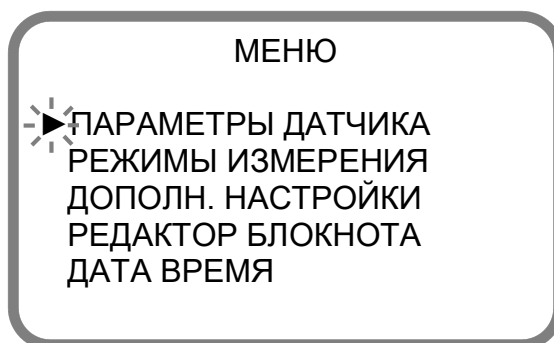 МЕНЮ
►ПАРАМЕТРЫ ДАТЧИКА
РЕЖИМЫ ИЗМЕРЕНИЯ
ДОПОЛН. НАСТРОЙКИ
РЕДАКТОР БЛОКНОТА
ДАТА ВРЕМЯ